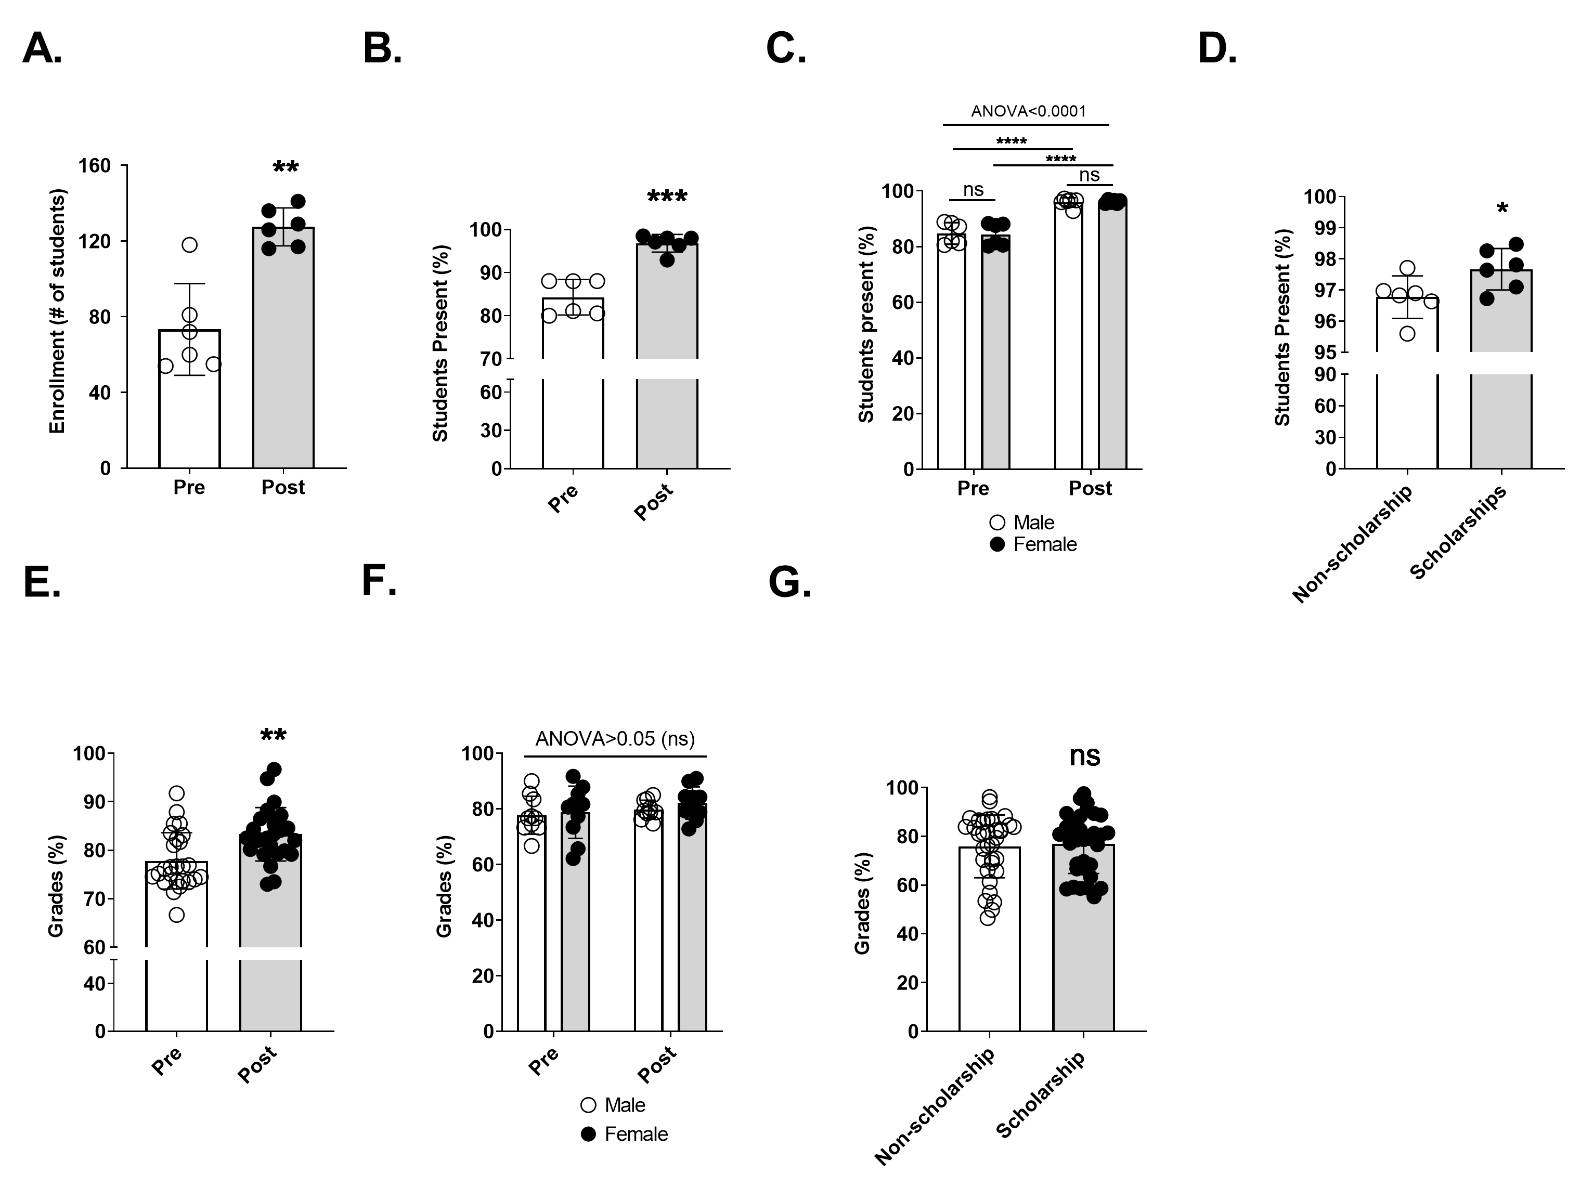 A.
B.
C.
D.
ANOVA<0.0001
****
****
ns
ns
**
***
*
Enrollment (# of students)
160
120
80
40
0
Pre
Post
Students Present (%)
100
90
80
70
60
30
0
Pre
Post
Students present (%)
100
80
60
40
20
0
Pre
Post
Male
Female
Students Present (%)
100
99
98
97
96
95
90
60
30
0
Non-scholarship
Scholarships
E.
F.
G.
**
Grades (%)
100
90
80
70
60
40
20
0
Pre
Post
ANOVA>0.05 (ns)
Grades (%)
100
80
60
40
20
0
Pre
Post
Male
Female
ns
Grades (%)
100
80
60
40
20
0
Non-scholarship
Scholarship